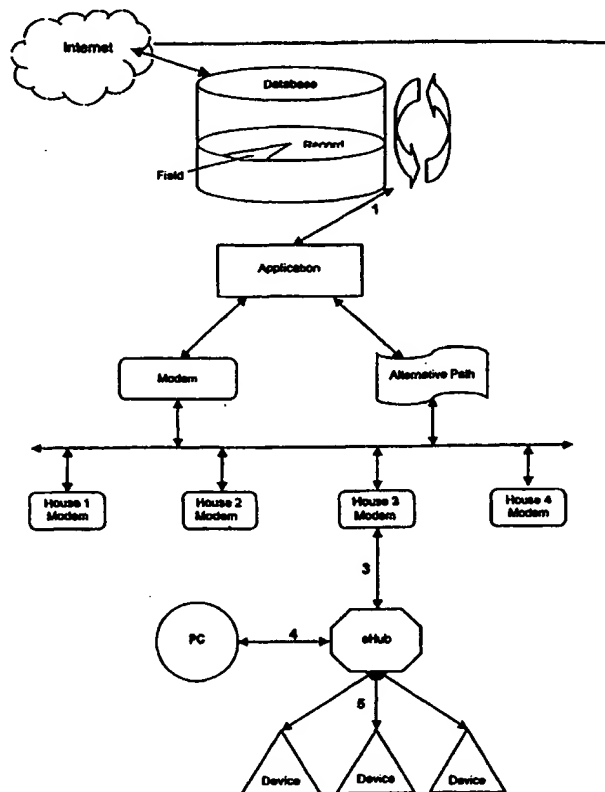 Internet
Database
Record
Field
1
Application
Modem
Alternative Path
House 1
Modem
House 2
Modem
House 3
Modem
House 4
Modem
3
PC
4
eHub
5
Device
Device
Device